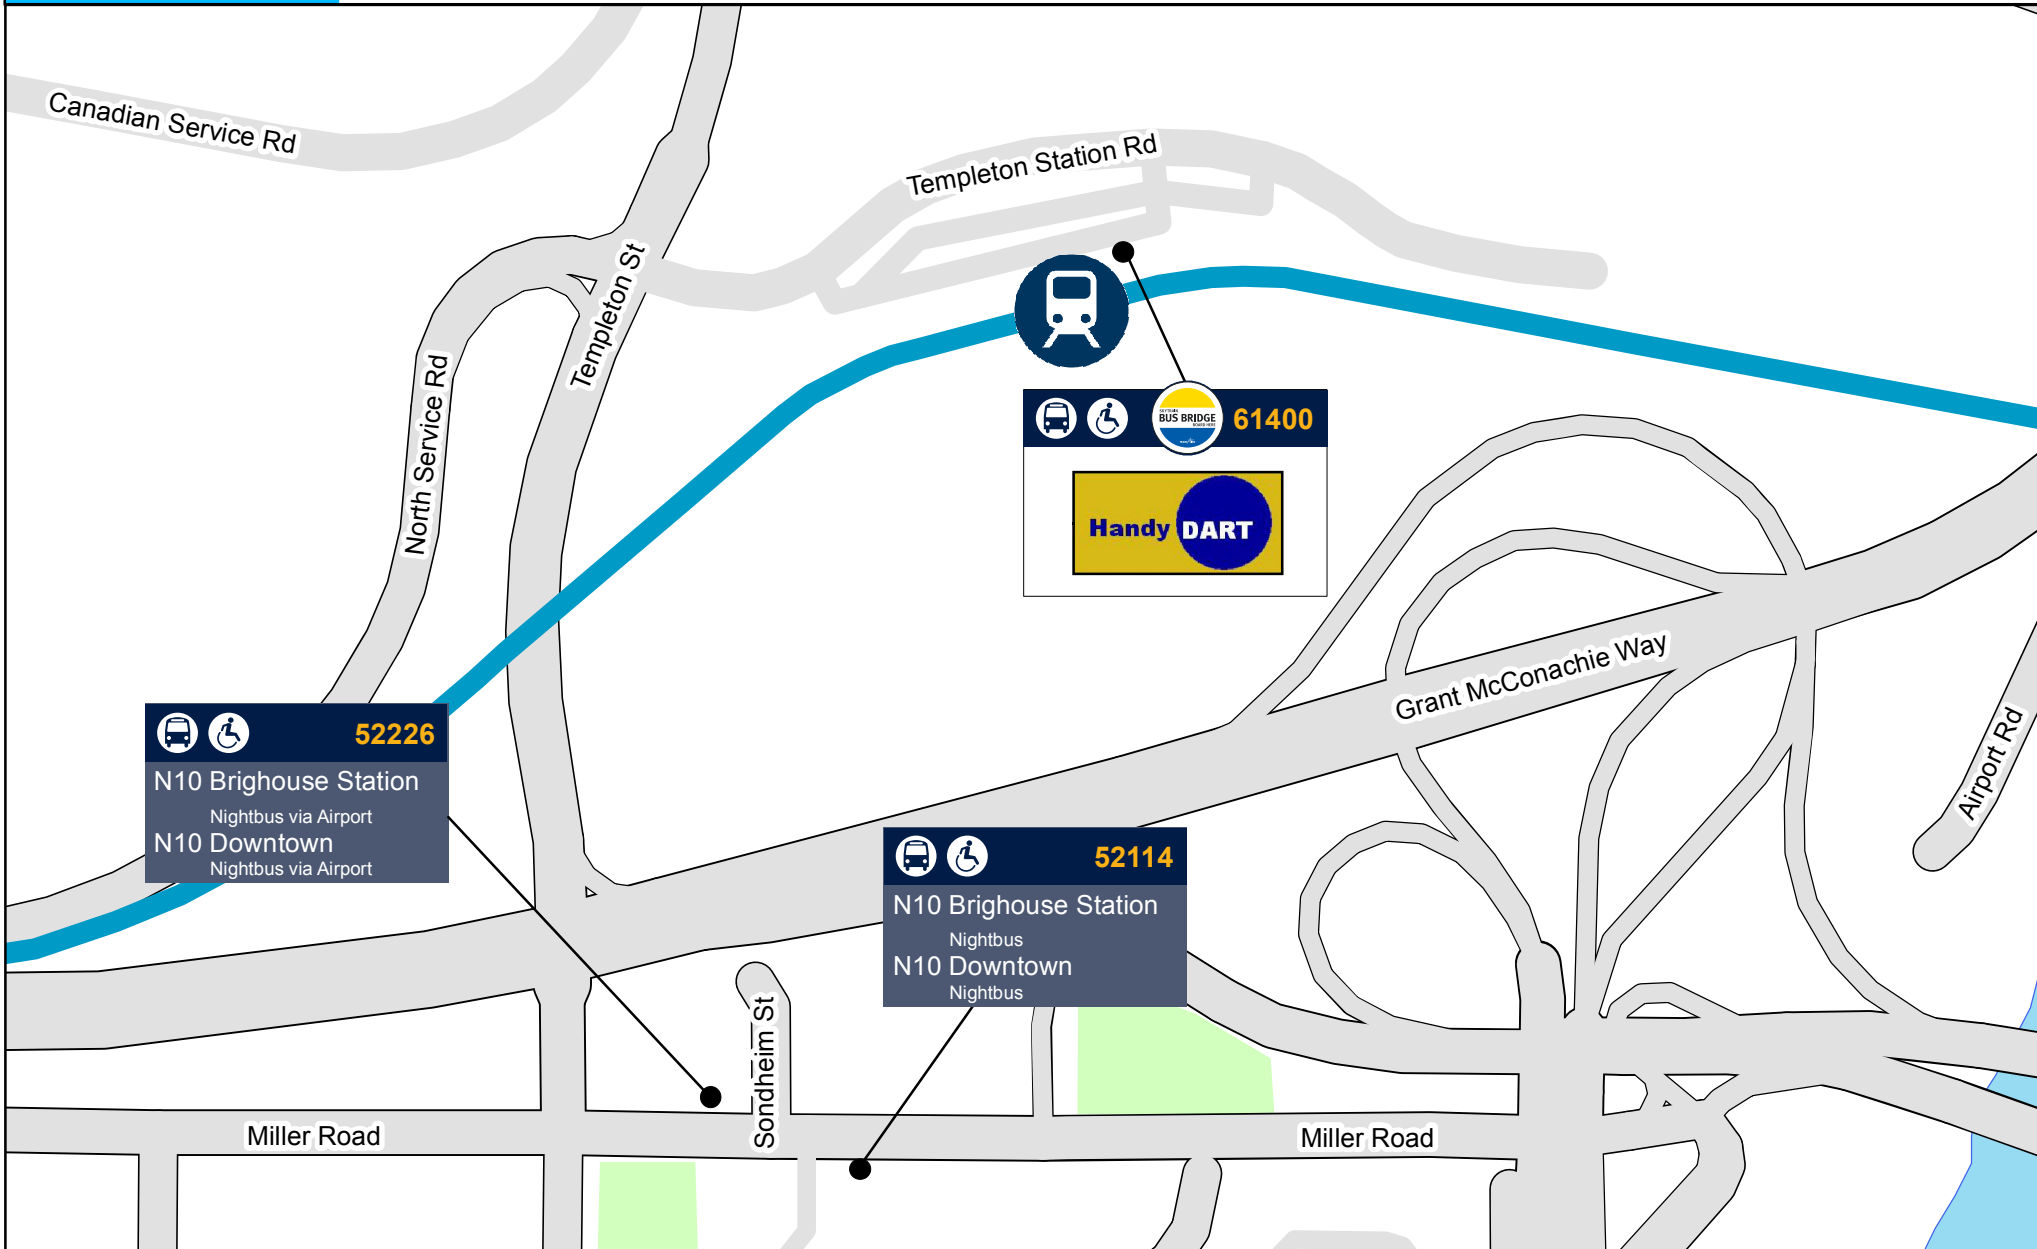 Canadian Service Rd
Templeton Station Rd
Templeton St
North Service Rd
BUS BRIDGE
61400
Handy DART
Grant McConachie Way
Airport Rd
52226
N10 Brighouse Station
Nightbus via Airport
N10 Downtown
Nightbus via Airport
52114
N10 Brighouse Station
Nightbus
N10 Downtown
Nightbus
Sondheim St
Miller Road
Miller Road